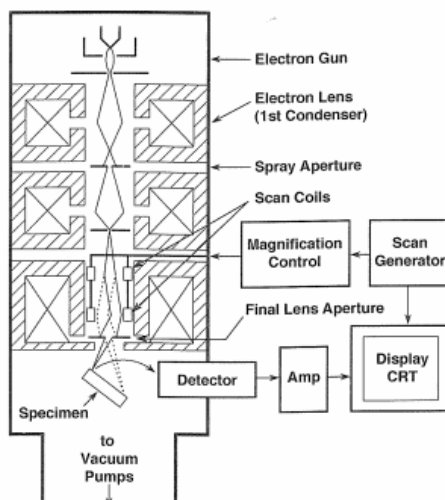 Electron Gun
Electron Lens
(1st Condenser)
Spray Aperture
Scan Coils
Magnification
Control
Scan
Generator
Final Lens Aperture
Detector
Amp
Display
CRT
Specimen
to
Vacuum
Pumps